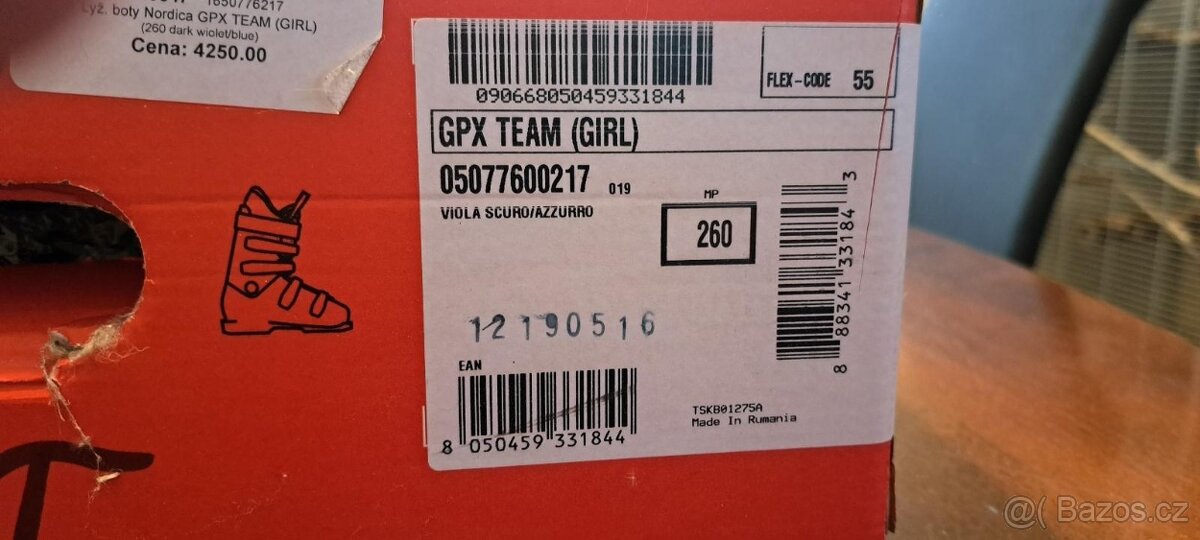 1650776217
Lyž. boty Nordica GPX TEAM (GIRL)
(260 dark wiolet/blue)
Cena: 4250.00
090668050459331844
FLEX-CODE 55
GPX TEAM (GIRL)
05077600217 019
VIOLA SCURO/AZZURRO
MP
260
12190516
EAN
8 050459 331844
8 88341 33184 3
TSKB01275A
Made In Rumania
@( Bazos.cz